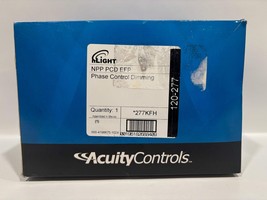 nLIGHT
NPP PCD EFP
Phase Control Dimming
Quantity: 1
*277KFH
120-277
AcuityControls